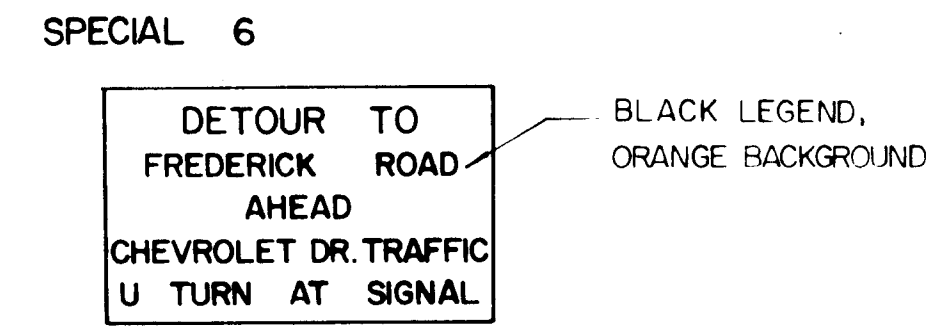 SPECIAL 6
DETOUR TO
FREDERICK ROAD
AHEAD
CHEVROLET DR. TRAFFIC
U TURN AT SIGNAL
BLACK LEGEND,
ORANGE BACKGROUND